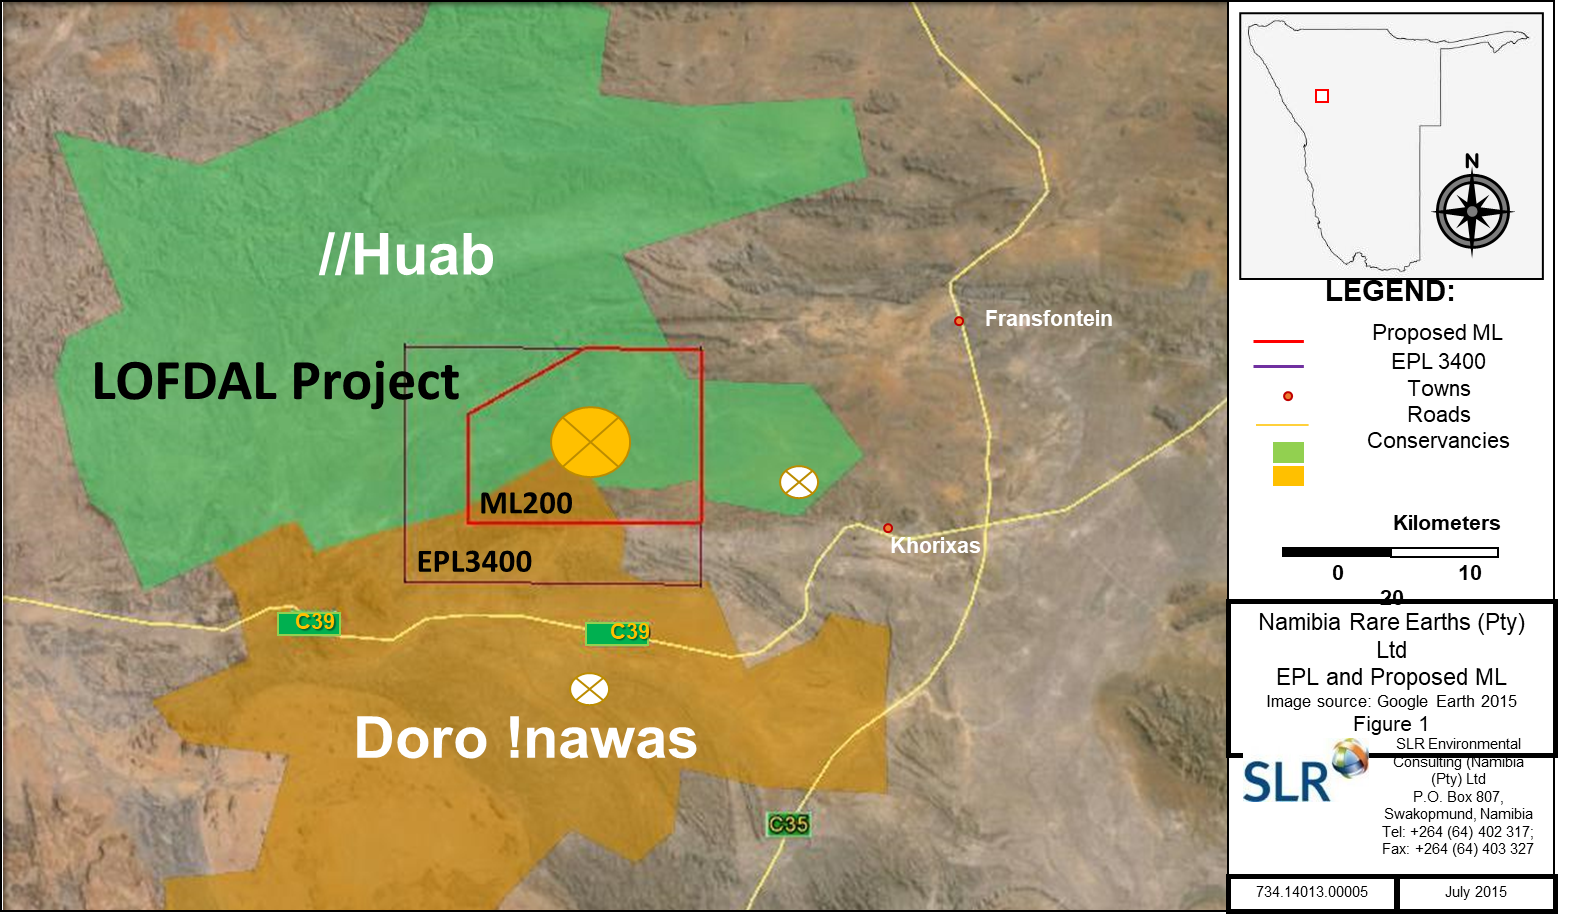 //Huab
LOFDAL Project
Fransfontein
ML200
EPL3400
Khorixas
C39
C39
Doro !nawas
C35
N
LEGEND:
Proposed ML
EPL 3400
Towns
Roads
Conservancies
Kilometers
0 10
20
Namibia Rare Earths (Pty)
Ltd
EPL and Proposed ML
Image source: Google Earth 2015
Figure 1
SLR
SLR Environmental
Consulting (Namibia
(Pty) Ltd
P.O. Box 807,
Swakopmund, Namibia
Tel: +264 (64) 402 317;
Fax: +264 (64) 403 327
734.14013.00005
July 2015